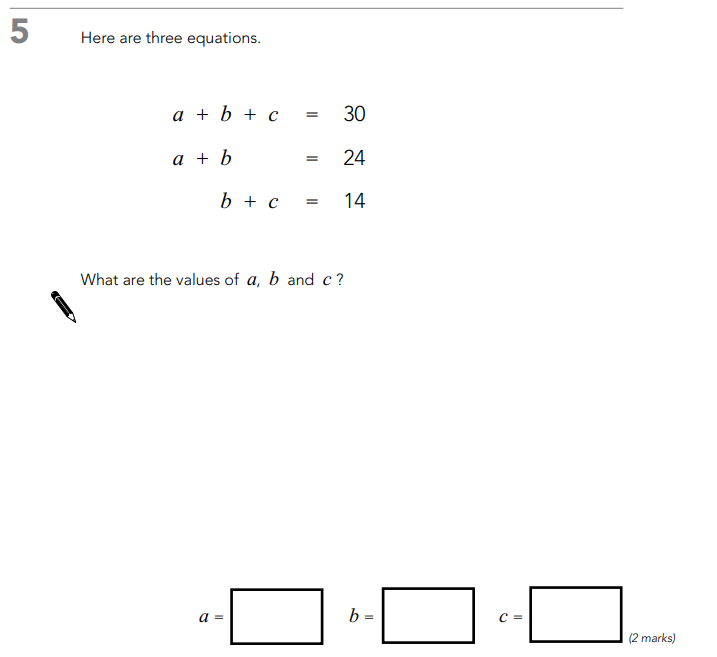 5 Here are three equations.
a + b + c = 30
a + b = 24
b + c = 14
What are the values of a, b and c ?
a = b = c =
(2 marks)